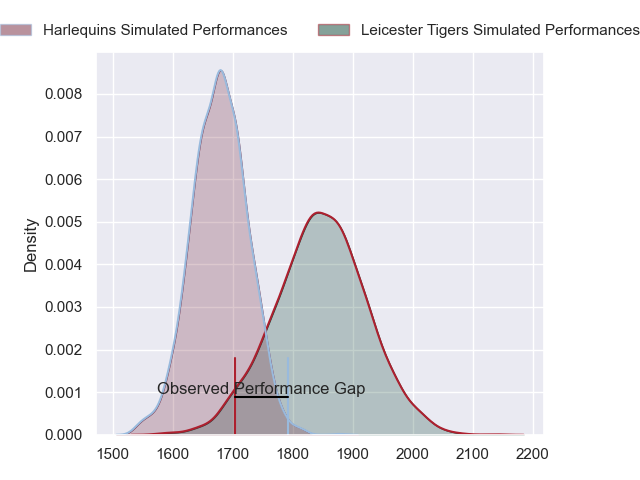 Harlequins Simulated Performances
Leicester Tigers Simulated Performances
0.008
0.007
0.006
0.005
0.004
0.003
0.002
0.001
0.000
Density
Observed Performance Gap
1500 1600 1700 1800 1900 2000 2100 2200